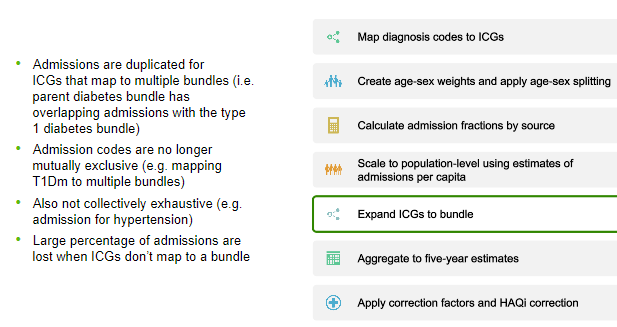 • Admissions are duplicated for
ICGs that map to multiple bundles (i.e.
parent diabetes bundle has
overlapping admissions with the type
1 diabetes bundle)
• Admission codes are no longer
mutually exclusive (e.g. mapping
T1Dm to multiple bundles)
• Also not collectively exhaustive (e.g.
admission for hypertension)
• Large percentage of admissions are
lost when ICGs don't map to a bundle
Map diagnosis codes to ICGs
Create age-sex weights and apply age-sex splitting
Calculate admission fractions by source
Scale to population-level using estimates of
admissions per capita
Expand ICGs to bundle
Aggregate to five-year estimates
Apply correction factors and HAQi correction